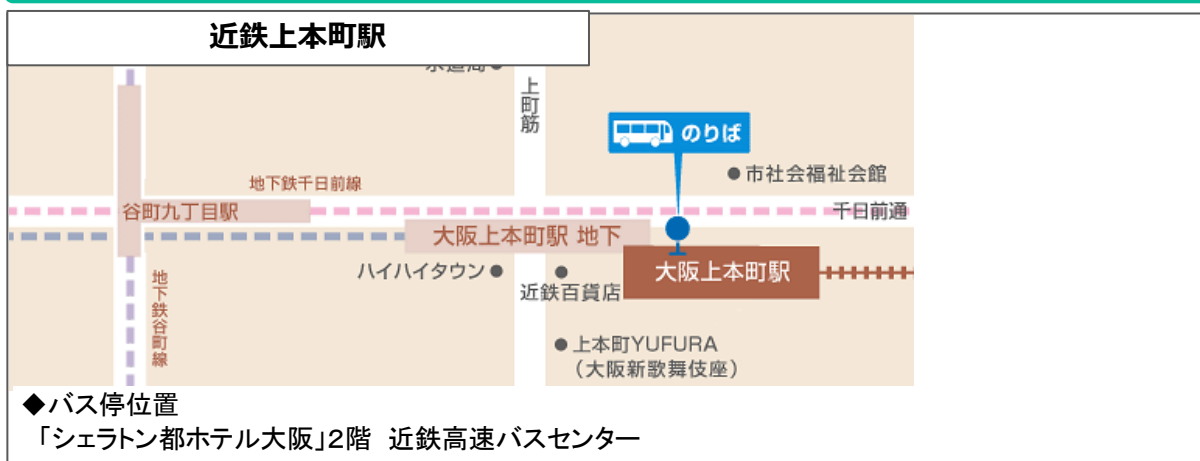 近鉄上本町駅
水道局
上町筋
のりば
市社会福祉会館
地下鉄千日前線
谷町九丁目駅
千日前通
大阪上本町駅 地下
ハイハイタウン
大阪上本町駅
近鉄百貨店
地下鉄谷町線
上本町YUFURA
（大阪新歌舞伎座）
◆バス停位置
「シェラトン都ホテル大阪」2階 近鉄高速バスセンター